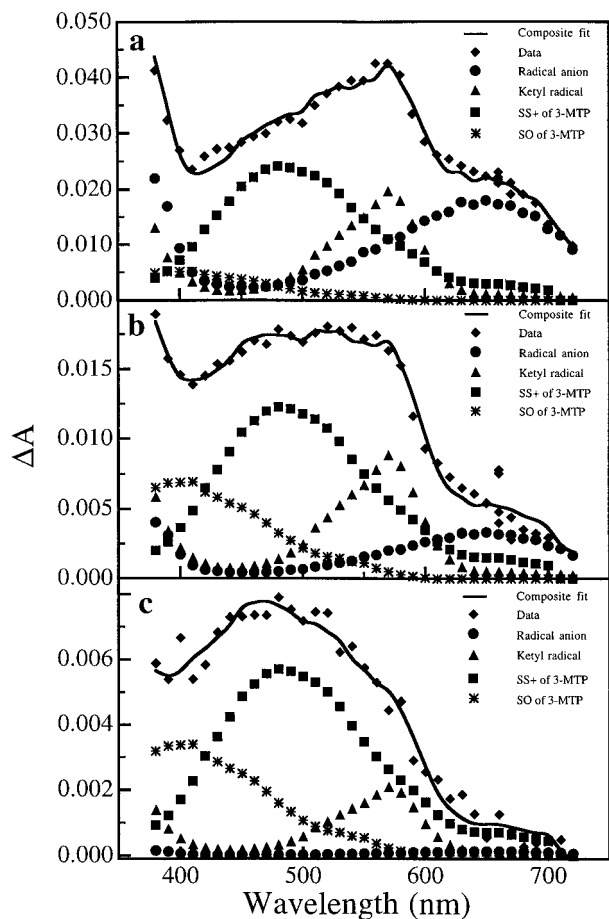 0.050
a
Composite fit
Data
Radical anion
Ketyl radical
SS+ of 3-MTP
SO of 3-MTP
0.040
0.030
0.020
0.010
0.000
b
Composite fit
Data
Radical anion
Ketyl radical
SS+ of 3-MTP
SO of 3-MTP
0.015
0.010
0.005
0.000
ΔA
c
Composite fit
Data
Radical anion
Ketyl radical
SS+ of 3-MTP
SO of 3-MTP
0.006
0.004
0.002
0.000
400 500 600 700
Wavelength (nm)